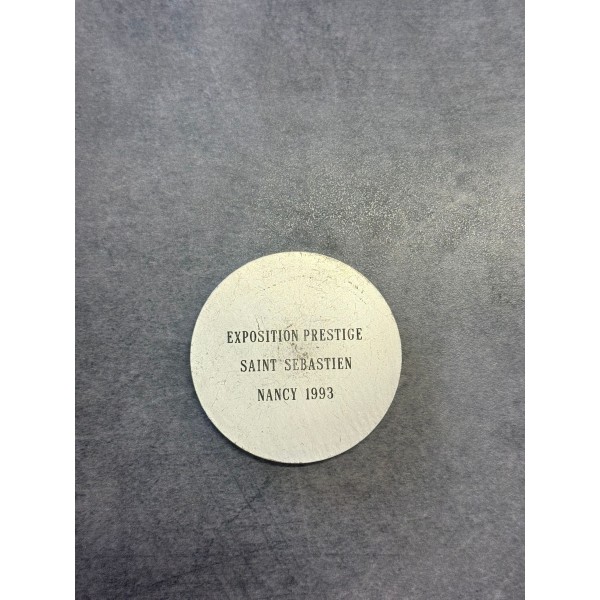 EXPOSITION PRESTIGE
SAINT SEBASTIEN
NANCY 1993